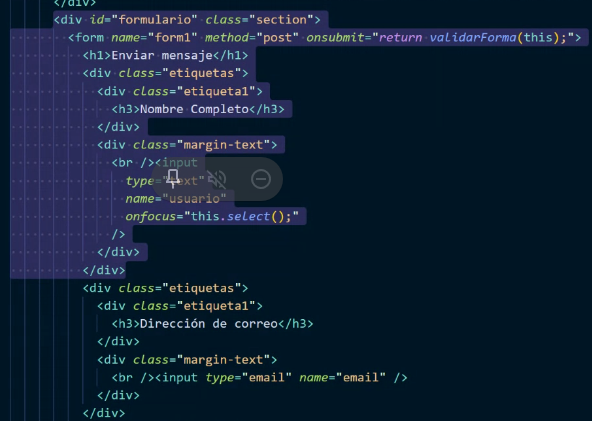 </div>
<div id="formulario" class="section">
<form name="form1" method="post" onsubmit="return validarForma(this);">
<h1>Enviar mensaje</h1>
<div class="etiquetas">
<div class="etiqueta1">
<h3>Nombre Completo</h3>
</div>
<div class="margin-text">
<br /><input
type="text"
name="usuario"
onfocus="this.select();"
/>
</div>
</div>
<div class="etiquetas">
<div class="etiqueta1">
<h3>Dirección de correo</h3>
</div>
<div class="margin-text">
<br /><input type="email" name="email" />
</div>
</div>